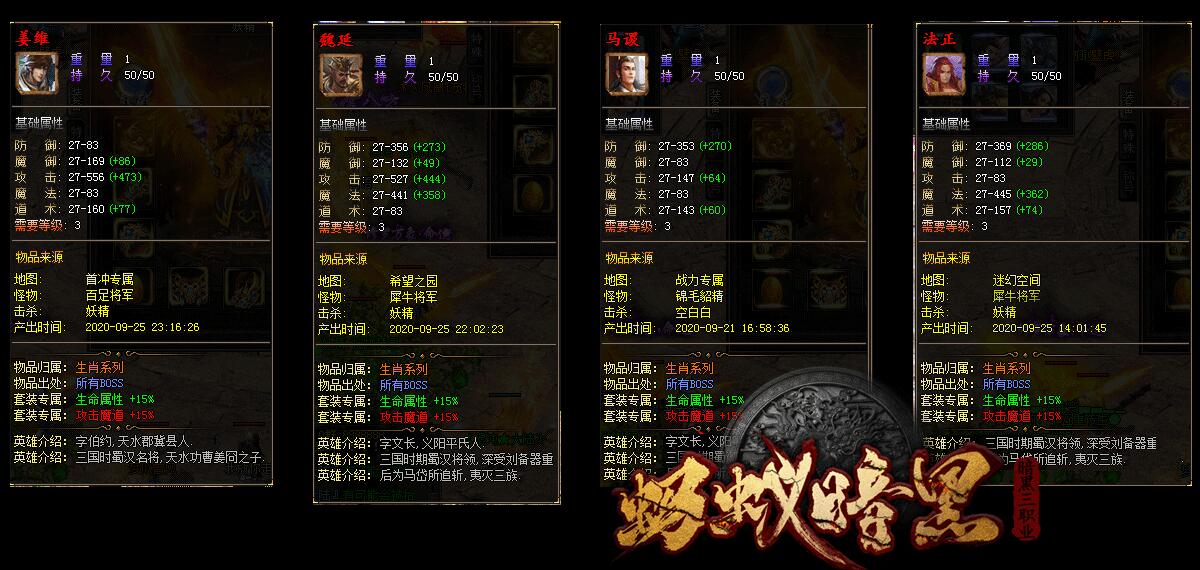 姜维
重量 1
持久 50/50
基础属性
防御: 27-83
魔御: 27-169 (+86)
攻击: 27-556 (+473)
魔法: 27-83
道术: 27-160 (+77)
需要等级: 3
物品来源
地图: 首冲专属
怪物: 百足将军
击杀: 妖精
产出时间: 2020-09-25 23:16:26
物品归属: 生肖系列
物品出处: 所有BOSS
套装专属: 生命属性 +15%
套装专属: 攻击魔道 +15%
英雄介绍: 字伯约, 天水郡冀县人.
英雄介绍: 三国时蜀汉名将, 天水功曹姜冏之子.
魏延
重量 1
持久 50/50
基础属性
防御: 27-356 (+273)
魔御: 27-132 (+49)
攻击: 27-527 (+444)
魔法: 27-441 (+358)
道术: 27-83
需要等级: 3
物品来源
地图: 希望之园
怪物: 犀牛将军
击杀: 妖精
产出时间: 2020-09-25 22:02:23
物品归属: 生肖系列
物品出处: 所有BOSS
套装专属: 生命属性 +15%
套装专属: 攻击魔道 +15%
英雄介绍: 字文长, 义阳平氏人.
英雄介绍: 三国时期蜀汉将领, 深受刘备器重
英雄介绍: 后为马岱所追斩, 夷灭三族.
马谡
重量 1
持久 50/50
基础属性
防御: 27-353 (+270)
魔御: 27-83
攻击: 27-147 (+64)
魔法: 27-83
道术: 27-143 (+60)
需要等级: 3
物品来源
地图: 战力专属
怪物: 锦毛貂精
击杀: 空白白
产出时间: 2020-09-21 16:58:36
物品归属: 生肖系列
物品出处: 所有BOSS
套装专属: 生命属性 +15%
套装专属: 攻击魔道 +15%
英雄介绍: 字文长, 义阳
英雄介绍: 三国时期蜀
英雄
法正
重量 1
持久 50/50
基础属性
防御: 27-369 (+286)
魔御: 27-112 (+29)
攻击: 27-83
魔法: 27-445 (+362)
道术: 27-157 (+74)
需要等级: 3
物品来源
地图: 迷幻空间
怪物: 犀牛将军
击杀: 妖精
产出时间: 2020-09-25 14:01:45
物品归属: 生肖系列
物品出处: 所有BOSS
套装专属: 生命属性 +15%
套装专属: 攻击魔道 +15%
英雄介绍: 三国时期蜀汉将领, 深受刘备器重
为马岱所追斩, 夷灭三族.
蚂蚁暗黑
暗黑三职业